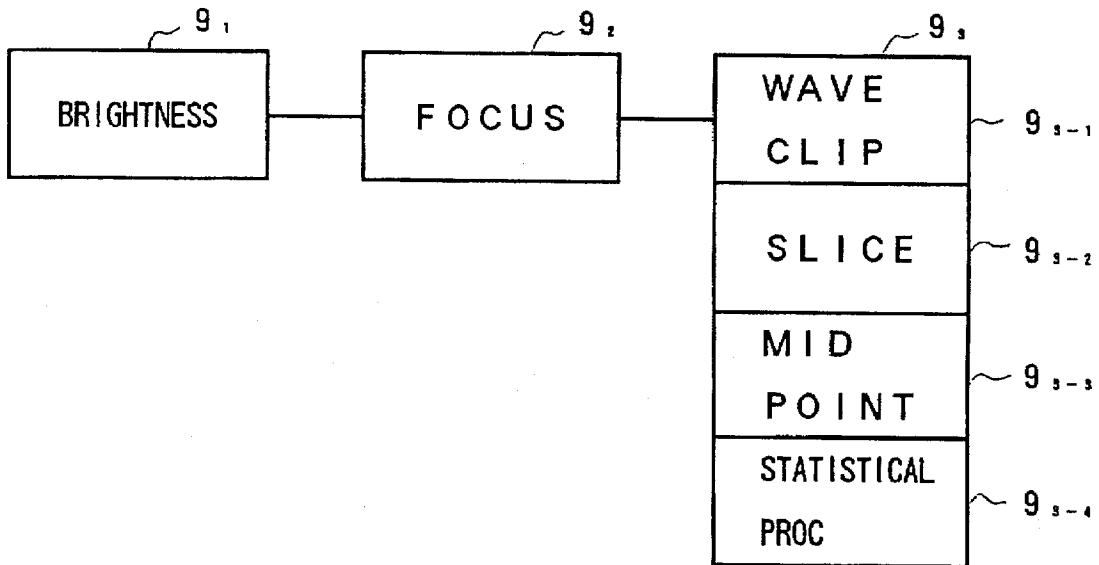 9₁
9₂
9₃
BRIGHTNESS
FOCUS
WAVE
CLIP
9₃₋₁
SLICE
9₃₋₂
MID
POINT
9₃₋₃
STATISTICAL
PROC
9₃₋₄